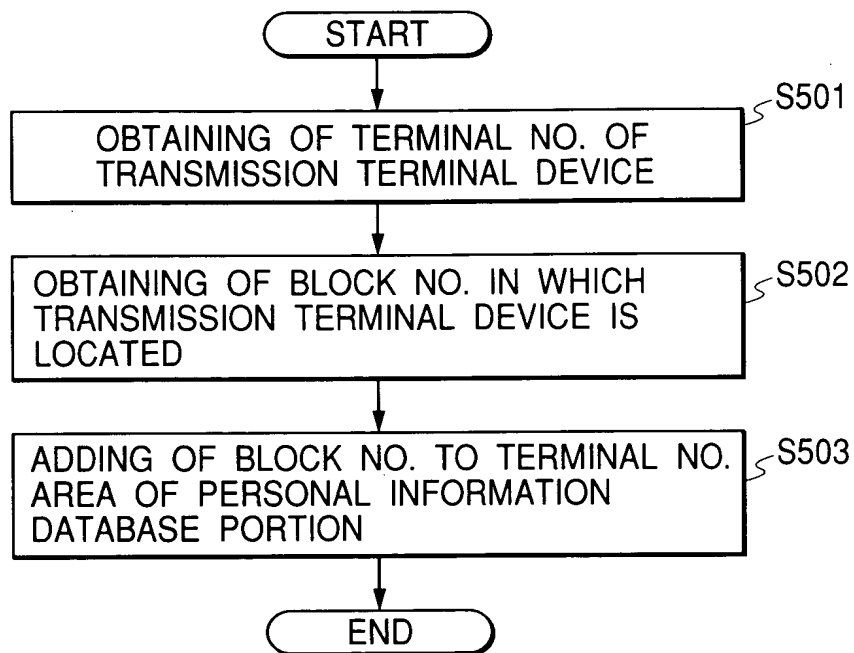 START
S501
OBTAINING OF TERMINAL NO. OF
TRANSMISSION TERMINAL DEVICE
S502
OBTAINING OF BLOCK NO. IN WHICH
TRANSMISSION TERMINAL DEVICE IS
LOCATED
S503
ADDING OF BLOCK NO. TO TERMINAL NO.
AREA OF PERSONAL INFORMATION
DATABASE PORTION
END